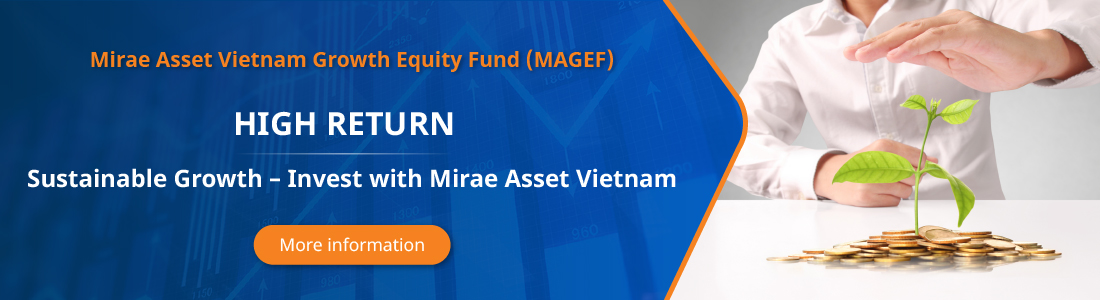 Mirae Asset Vietnam Growth Equity Fund (MAGEF)
HIGH RETURN
Sustainable Growth – Invest with Mirae Asset Vietnam
More information